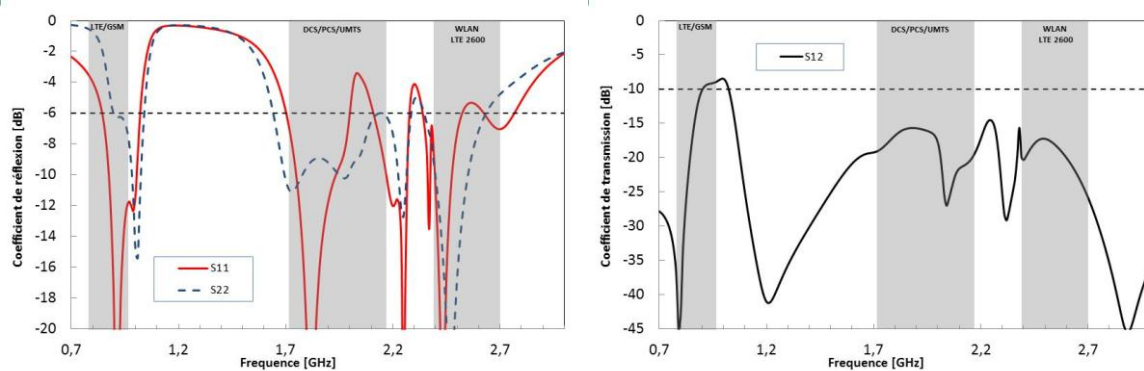 LTE/GSM
DCS/PCS/UMTS
WLAN
LTE 2600
0
-2
-4
-6
-8
-10
-12
-14
-16
-18
-20
Coefficient de réflexion [dB]
S11
S22
0,7
1,2
1,7
2,2
2,7
Frequence [GHz]
LTE/GSM
DCS/PCS/UMTS
WLAN
LTE 2600
S12
0
-5
-10
-15
-20
-25
-30
-35
-40
-45
Coefficient de transmission [dB]
0,7
1,2
1,7
2,2
2,7
Frequence [GHz]